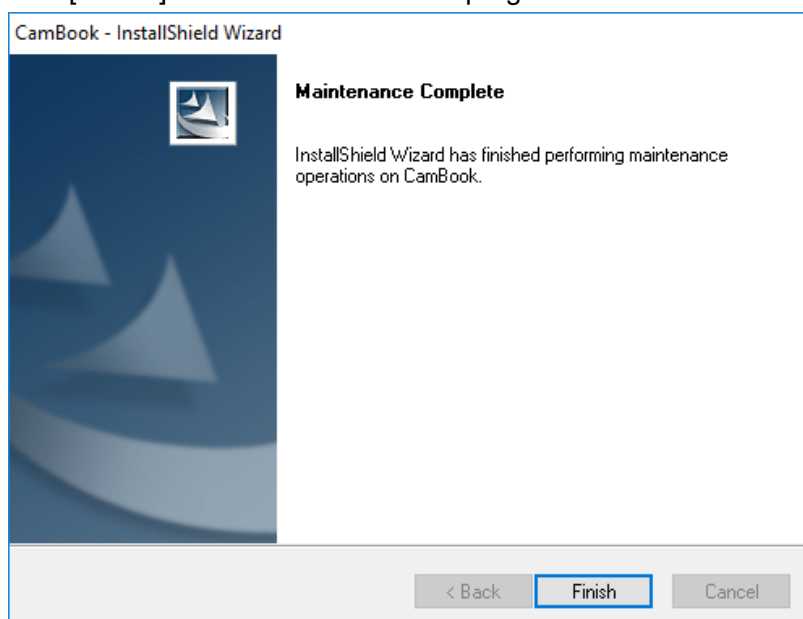 CamBook - InstallShield Wizard
Maintenance Complete
InstallShield Wizard has finished performing maintenance
operations on CamBook.
< Back
Finish
Cancel